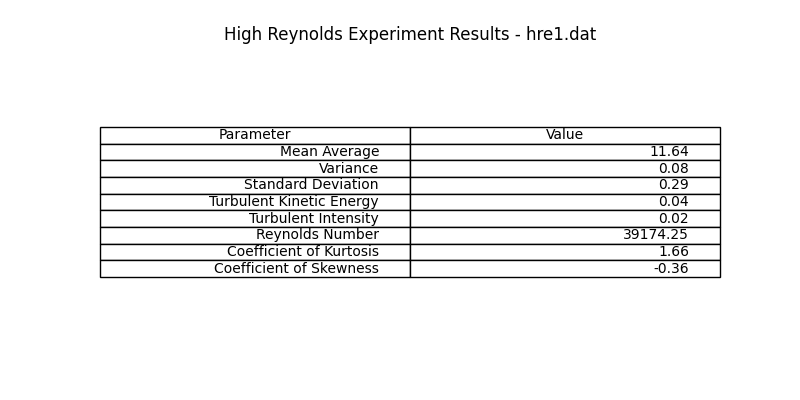 High Reynolds Experiment Results - hre1.dat
Parameter Value
Mean Average 11.64
Variance 0.08
Standard Deviation 0.29
Turbulent Kinetic Energy 0.04
Turbulent Intensity 0.02
Reynolds Number 39174.25
Coefficient of Kurtosis 1.66
Coefficient of Skewness -0.36